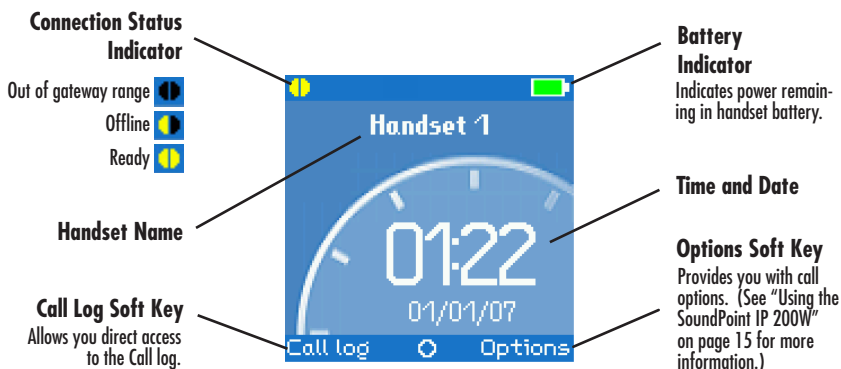 Connection Status
Indicator
Out of gateway range
Offline
Ready
Handset Name
Call Log Soft Key
Allows you direct access
to the Call log.
Handset 1
01:22
01/01/07
Call log
Options
Battery
Indicator
Indicates power remain-
ing in handset battery.
Time and Date
Options Soft Key
Provides you with call
options. (See “Using the
SoundPoint IP 200W”
on page 15 for more
information.)